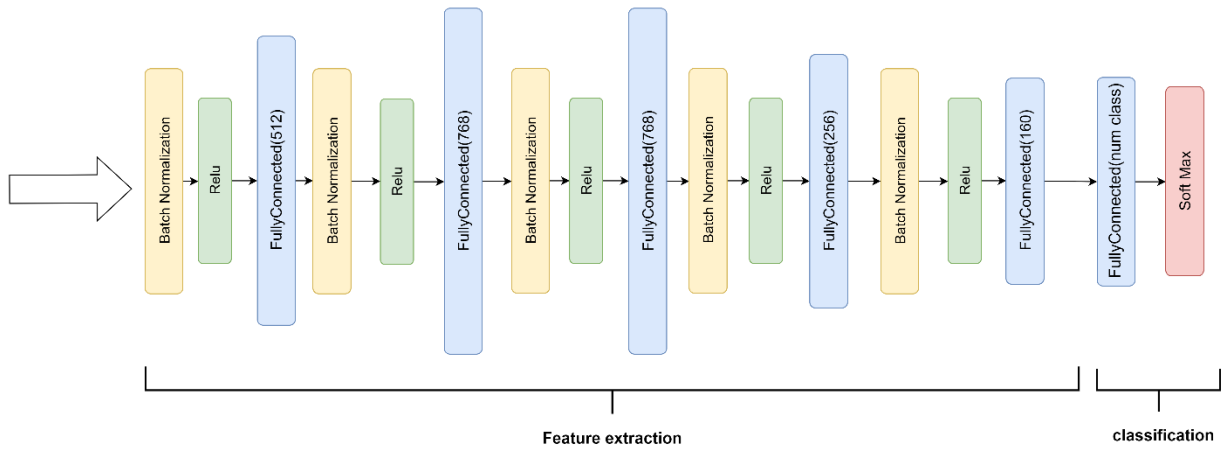 Batch Normalization
Relu
FullyConnected(512)
Batch Normalization
Relu
FullyConnected(768)
Batch Normalization
Relu
FullyConnected(768)
Batch Normalization
Relu
FullyConnected(256)
Batch Normalization
Relu
FullyConnected(160)
FullyConnected(num class)
Soft Max
Feature extraction
classification